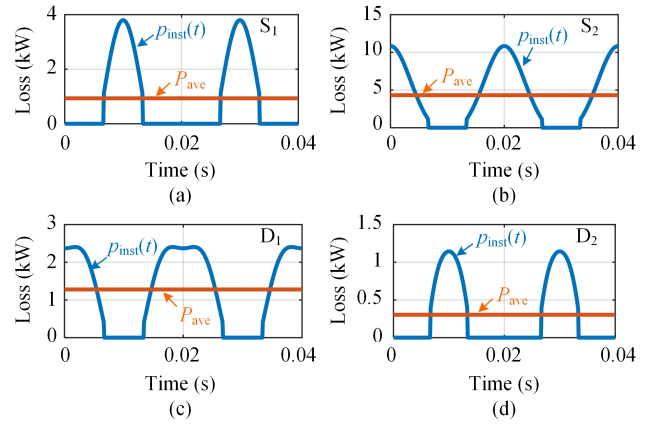 S1
Loss (kW)
4
2
0
pinst(t)
Pave
0
0.02
0.04
Time (s)
(a)
S2
Loss (kW)
15
10
5
0
pinst(t)
Pave
0
0.02
0.04
Time (s)
(b)
D1
Loss (kW)
3
2
1
0
pinst(t)
Pave
0
0.02
0.04
Time (s)
(c)
D2
Loss (kW)
1.5
1
0.5
0
pinst(t)
Pave
0
0.02
0.04
Time (s)
(d)